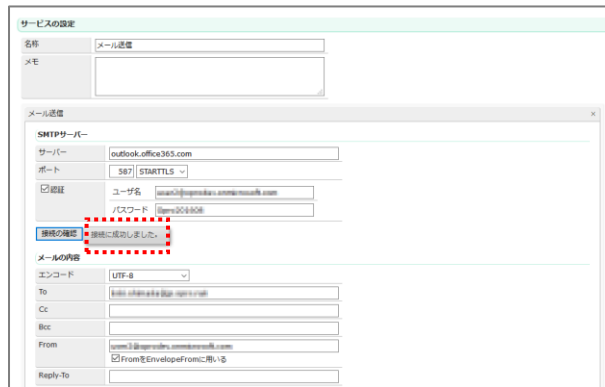 サービスの設定
名称 メール送信
メモ
メール送信 ×
SMTPサーバー
サーバー outlook.office365.com
ポート 587 STARTTLS
認証 ユーザ名
パスワード
接続の確認 接続に成功しました。
メールの内容
エンコード UTF-8
To
Cc
Bcc
From
FromをEnvelopeFromに用いる
Reply-To